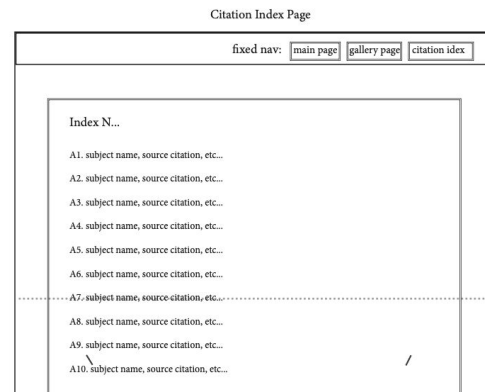 Citation Index Page
fixed nav: main page gallery page citation idex
Index N...
A1. subject name, source citation, etc...
A2. subject name, source citation, etc...
A3. subject name, source citation, etc...
A4. subject name, source citation, etc...
A5. subject name, source citation, etc...
A6. subject name, source citation, etc...
A7. subject name, source citation, etc...
A8. subject name, source citation, etc...
A9. subject name, source citation, etc...
A10. subject name, source citation, etc...